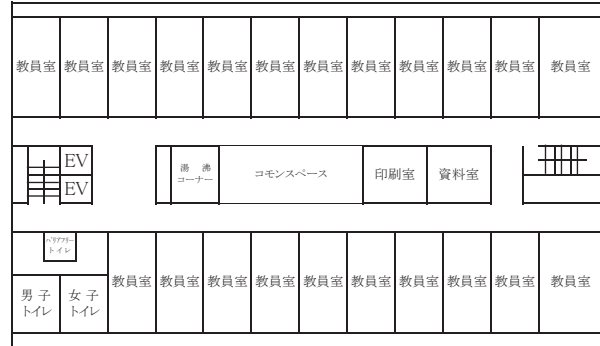 教員室 教員室 教員室 教員室 教員室 教員室 教員室 教員室 教員室 教員室 教員室 教員室
EV
EV
湯 沸
コーナー
コモンスペース
印刷室
資料室
バリアフリー
トイレ
男 子
トイレ
女 子
トイレ
教員室 教員室 教員室 教員室 教員室 教員室 教員室 教員室 教員室 教員室